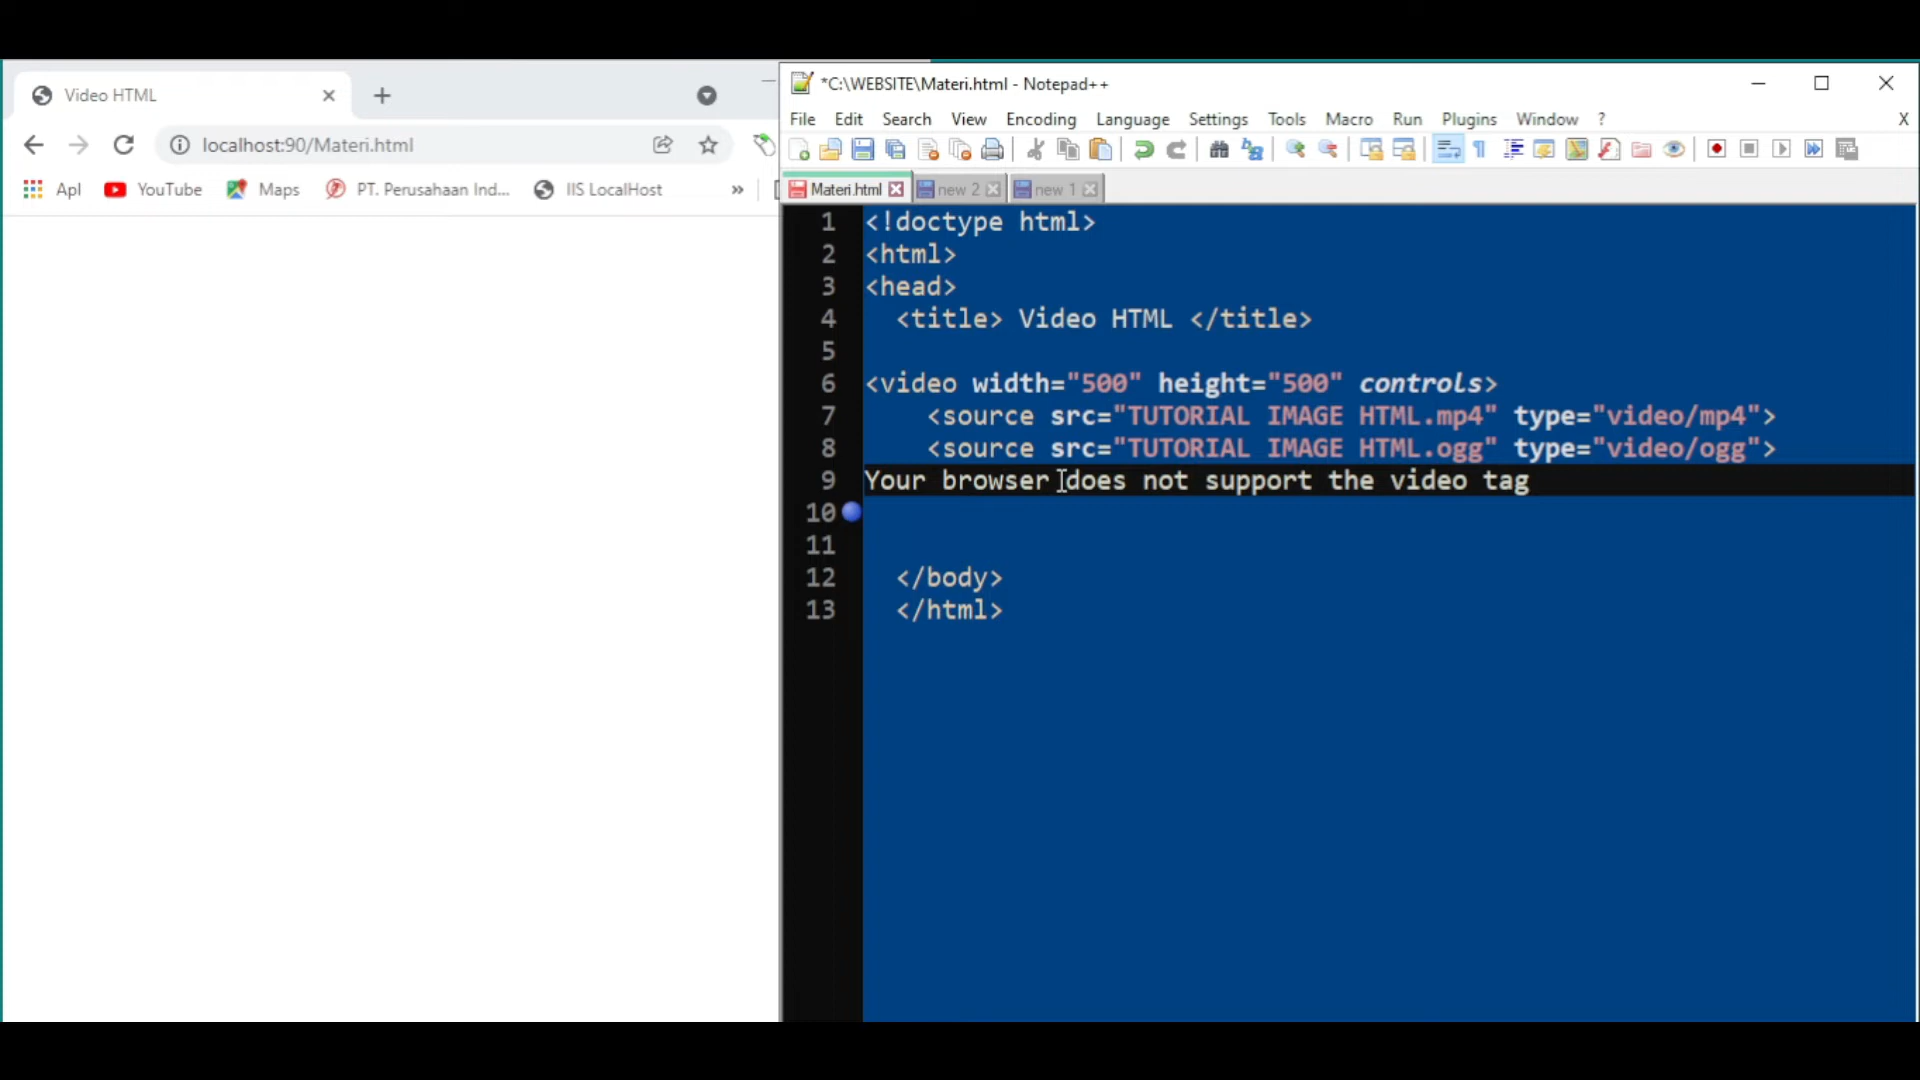 Video HTML
localhost:90/Materi.html
Apl YouTube Maps PT. Perusahaan Ind... IIS LocalHost »
*C:\WEBSITE\Materi.html - Notepad++
File Edit Search View Encoding Language Settings Tools Macro Run Plugins Window ? X
Materi.html new 2 new 1
1 <!doctype html>
2 <html>
3 <head>
4 <title> Video HTML </title>
5
6 <video width="500" height="500" controls>
7 <source src="TUTORIAL IMAGE HTML.mp4" type="video/mp4">
8 <source src="TUTORIAL IMAGE HTML.ogg" type="video/ogg">
9 Your browser does not support the video tag
10
11
12 </body>
13 </html>